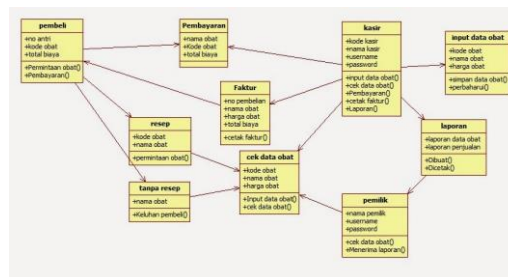 pembeli
+no antri
+kode obat
+total biaya
+Permintaan obat()
+Pembayaran()
Pembayaran
+nama obat
+Kode obat
+total biaya
kasir
+kode kasir
+nama kasir
+username
+password
+input data obat()
+cek data obat()
+Pembayaran()
+cetak faktur()
+Laporan()
input data obat
+kode obat
+nama obat
+harga obat
+simpan data obat()
+perbaharui()
Faktur
+no pembelian
+nama obat
+harga obat
+total biaya
+cetak faktur()
resep
+kode obat
+nama obat
+permintaan obat()
laporan
+laporan data obat
+laporan penjualan
+Dibuat()
+Dicetak()
cek data obat
+kode obat
+nama obat
+harga obat
+Input data obat()
+cek data obat()
tanpa resep
+nama obat
+Keluhan pembeli()
pemilik
+nama pemilik
+username
+password
+cek data obat()
+Menerima laporan()